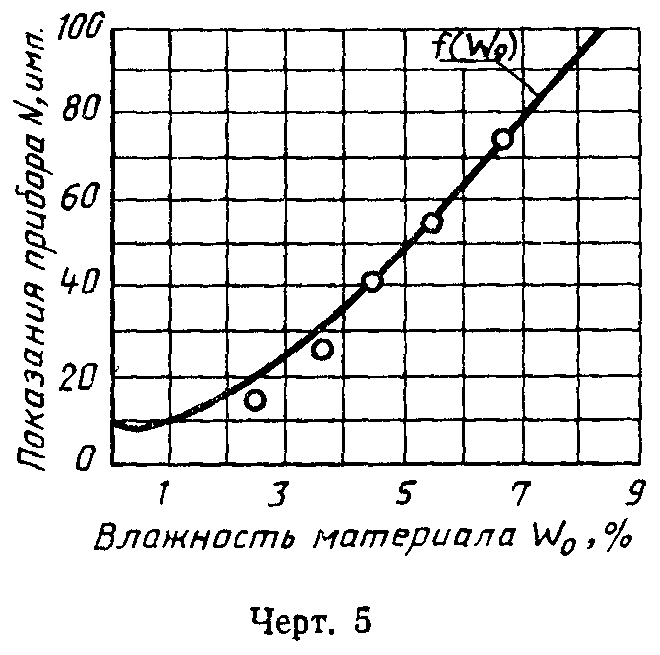 Показания прибора N, имп.
100
80
60
40
20
0
f(W₀)
1 3 5 7 9
Влажность материала W₀, %
Черт. 5